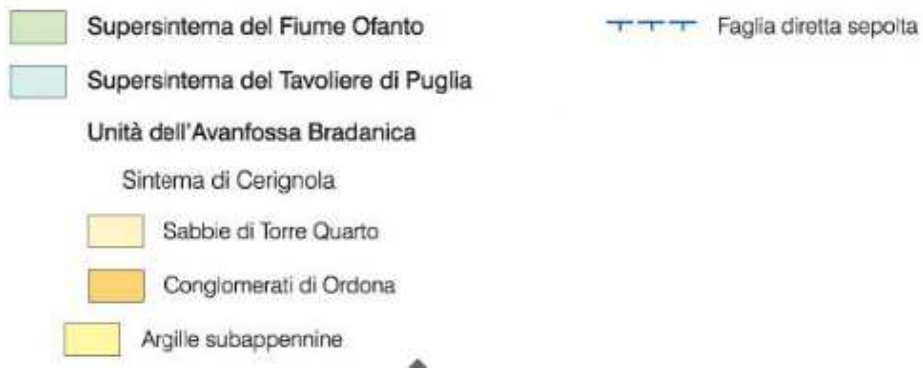 Supersintema del Fiume Ofanto
Faglia diretta sepolta
Supersintema del Tavoliere di Puglia
Unità dell'Avanfossa Bradanica
Sintema di Cerignola
Sabbie di Torre Quarto
Conglomerati di Ordona
Argille subappennine